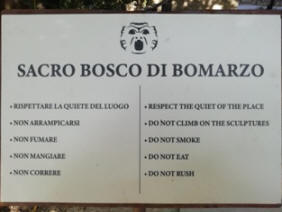 SACRO BOSCO DI BOMARZO
• RISPETTARE LA QUIETE DEL LUOGO
• NON ARRAMPICARSI
• NON FUMARE
• NON MANGIARE
• NON CORRERE
• RESPECT THE QUIET OF THE PLACE
• DO NOT CLIMB ON THE SCULPTURES
• DO NOT SMOKE
• DO NOT EAT
• DO NOT RUSH